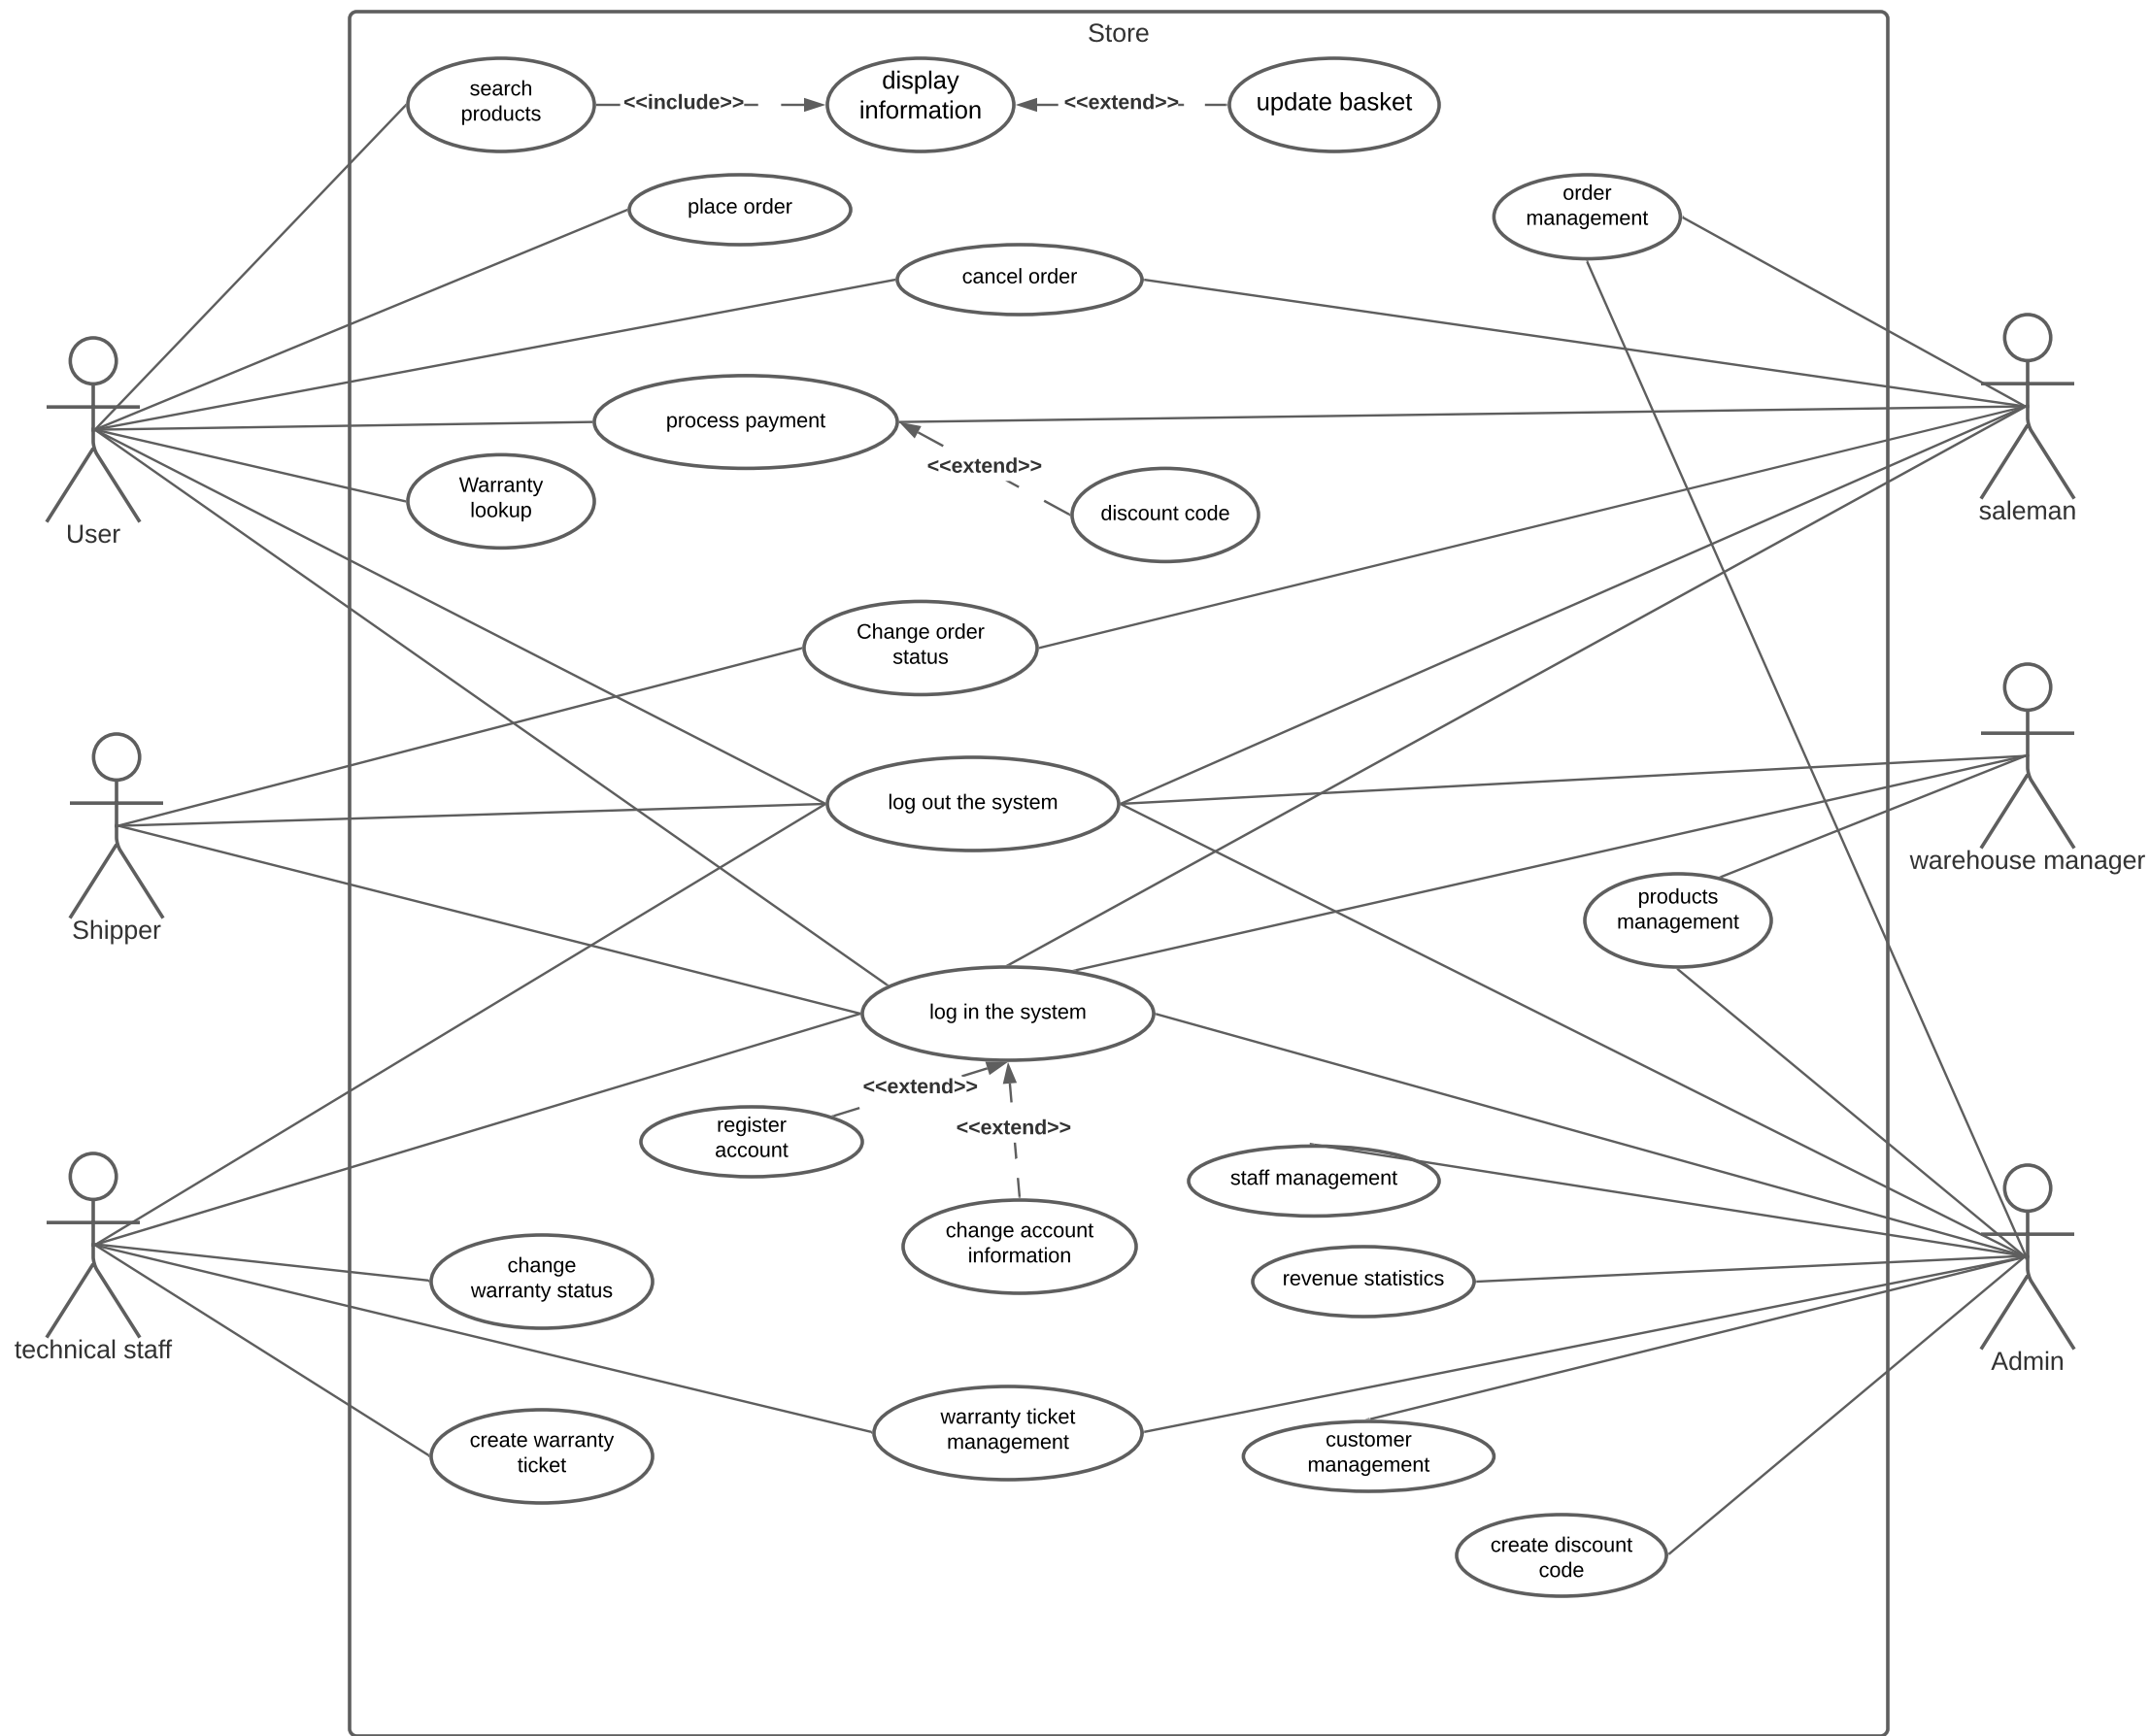 Store
search
products
<<include>>
display
information
<<extend>>
update basket
place order
order
management
cancel order
process payment
<<extend>>
discount code
Warranty
lookup
User
saleman
Change order
status
log out the system
warehouse manager
products
management
Shipper
log in the system
<<extend>>
<<extend>>
register
account
staff management
change account
information
change
warranty status
revenue statistics
technical staff
Admin
warranty ticket
management
create warranty
ticket
customer
management
create discount
code